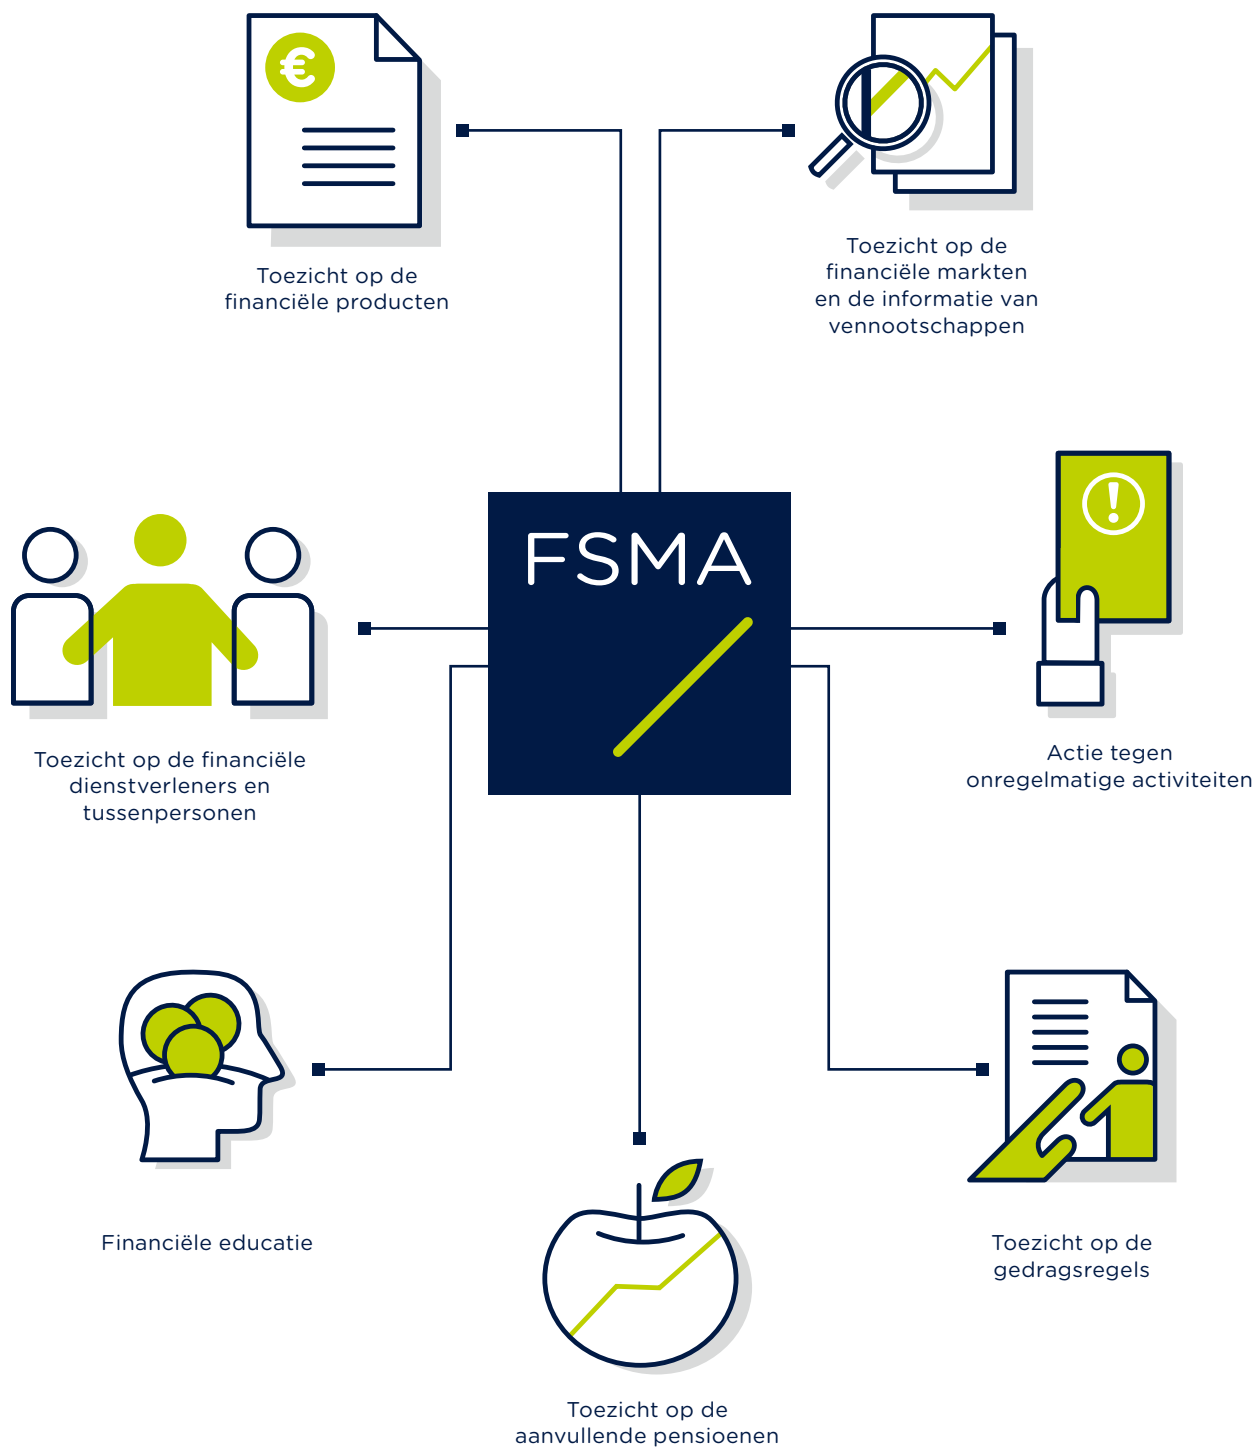 €
Toezicht op de
financiële producten
Toezicht op de
financiële markten
en de informatie van
vennootschappen
FSMA
!
Toezicht op de financiële
dienstverleners en
tussenpersonen
Actie tegen
onregelmatige activiteiten
Financiële educatie
Toezicht op de
gedragsregels
Toezicht op de
aanvullende pensioenen